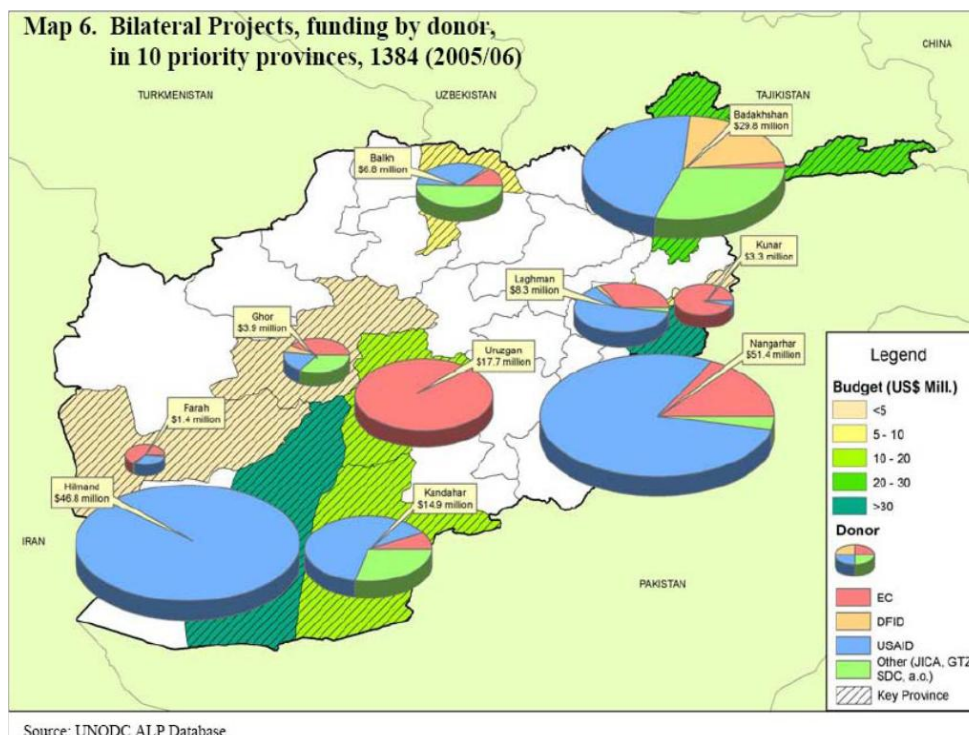 Map 6. Bilateral Projects, funding by donor,
in 10 priority provinces, 1384 (2005/06)
CHINA
TURKMENISTAN
UZBEKISTAN
TAJIKISTAN
Badakhshan
$29.8 million
Balkh
$6.8 million
Kunar
$3.3 million
Laghman
$8.3 million
Ghor
$3.9 million
Uruzgan
$17.7 million
Nangarhar
$51.4 million
Farah
$1.4 million
Hilmand
$46.8 million
Kandahar
$14.9 million
IRAN
PAKISTAN
Legend
Budget (US$ Mill.)
<5
5 - 10
10 - 20
20 - 30
>30
Donor
EC
DFID
USAID
Other (JICA, GTZ
SDC, a.o.)
Key Province
Source: UNODC ALP Database